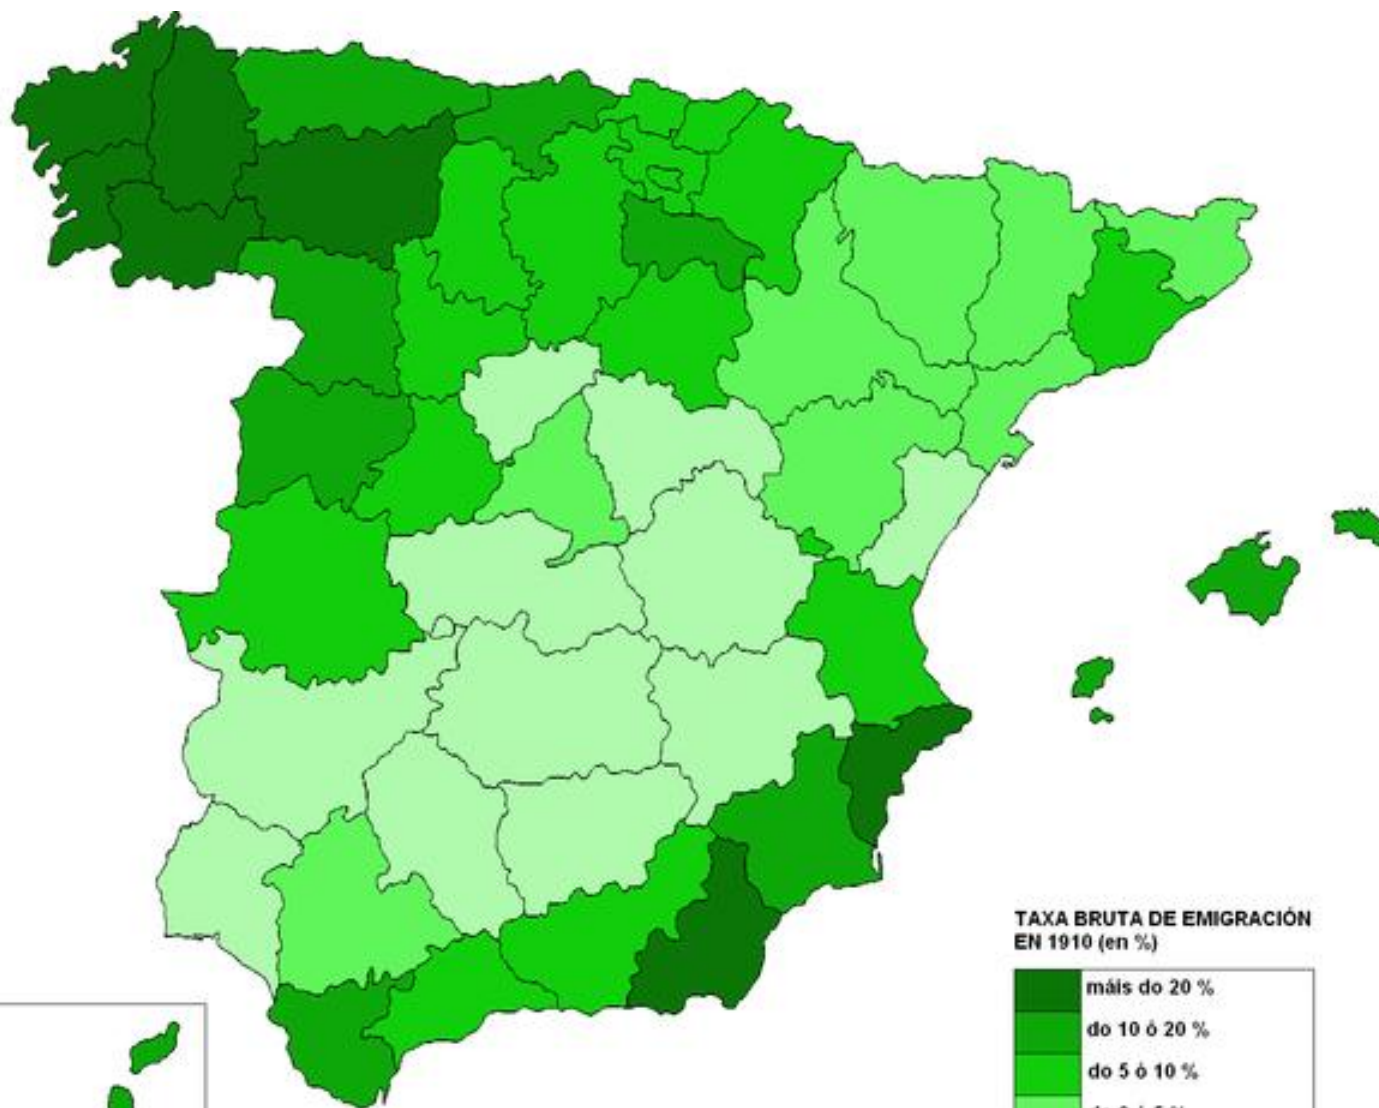 TAXA BRUTA DE EMIGRACIÓN
EN 1910 (en %)
máis do 20 %
do 10 ó 20 %
do 5 ó 10 %